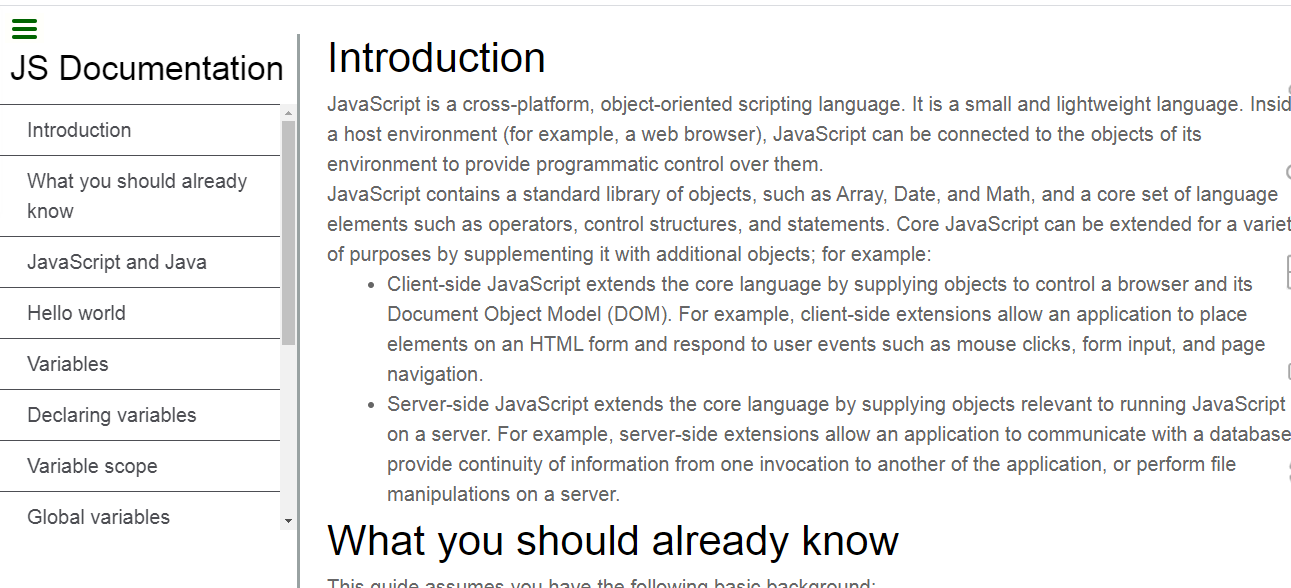 JS Documentation
Introduction
What you should already
know
JavaScript and Java
Hello world
Variables
Declaring variables
Variable scope
Global variables
Introduction
JavaScript is a cross-platform, object-oriented scripting language. It is a small and lightweight language. Insid
a host environment (for example, a web browser), JavaScript can be connected to the objects of its
environment to provide programmatic control over them.
JavaScript contains a standard library of objects, such as Array, Date, and Math, and a core set of language
elements such as operators, control structures, and statements. Core JavaScript can be extended for a variet
of purposes by supplementing it with additional objects; for example:
• Client-side JavaScript extends the core language by supplying objects to control a browser and its
Document Object Model (DOM). For example, client-side extensions allow an application to place
elements on an HTML form and respond to user events such as mouse clicks, form input, and page
navigation.
• Server-side JavaScript extends the core language by supplying objects relevant to running JavaScript
on a server. For example, server-side extensions allow an application to communicate with a database
provide continuity of information from one invocation to another of the application, or perform file
manipulations on a server.
What you should already know
This guide assumes you have the following basic background: